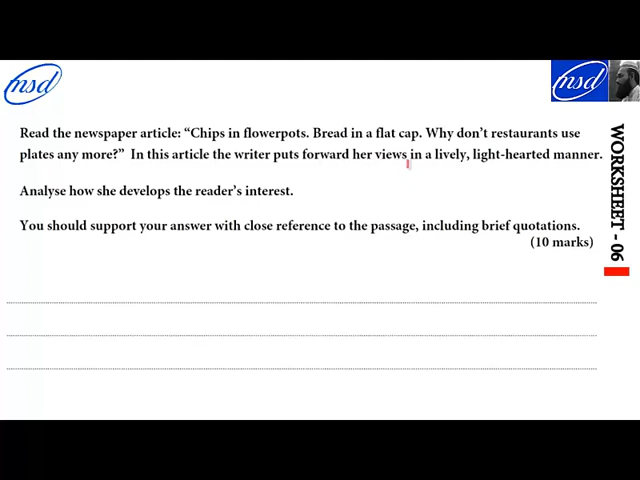 nsd
nsd
Read the newspaper article: “Chips in flowerpots. Bread in a flat cap. Why don’t restaurants use
plates any more?” In this article the writer puts forward her views in a lively, light-hearted manner.
Analyse how she develops the reader’s interest.
You should support your answer with close reference to the passage, including brief quotations.
(10 marks)
WORKSHEET - 06